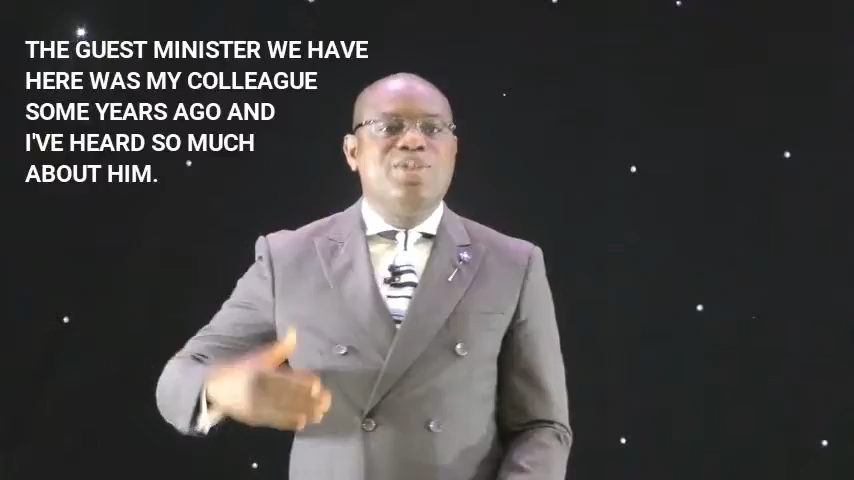 THE GUEST MINISTER WE HAVE
HERE WAS MY COLLEAGUE
SOME YEARS AGO AND
I'VE HEARD SO MUCH
ABOUT HIM.